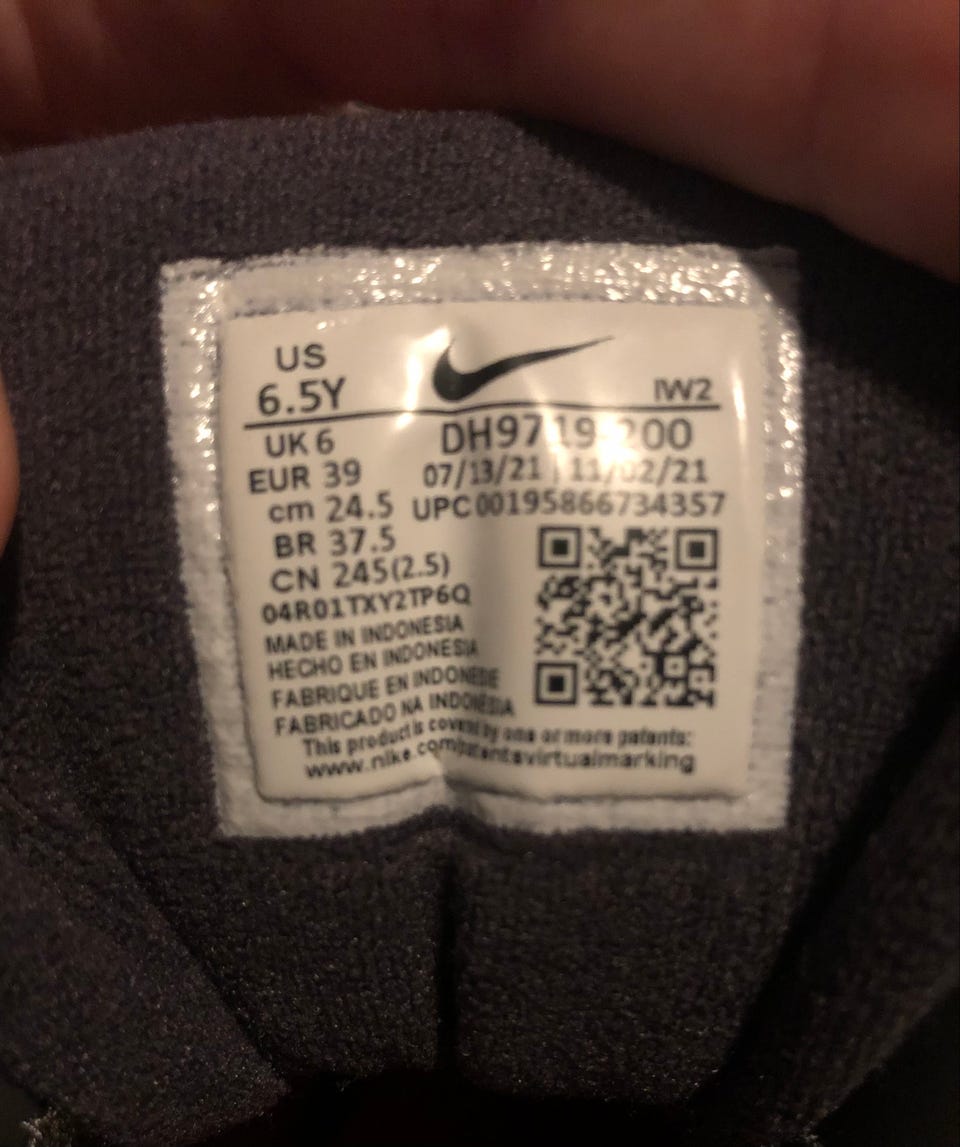 US
6.5Y
IW2
UK 6
DH9719-200
EUR 39
07/13/21 | 11/02/21
cm 24.5
UPC 00195866734357
BR 37.5
CN 245(2.5)
04R01TXY2TP6Q
MADE IN INDONESIA
HECHO EN INDONESIA
FABRIQUE EN INDONESIE
FABRICADO NA INDONESIA
This product is covered by one or more patents:
www.nike.com/patentsvirtualmarking